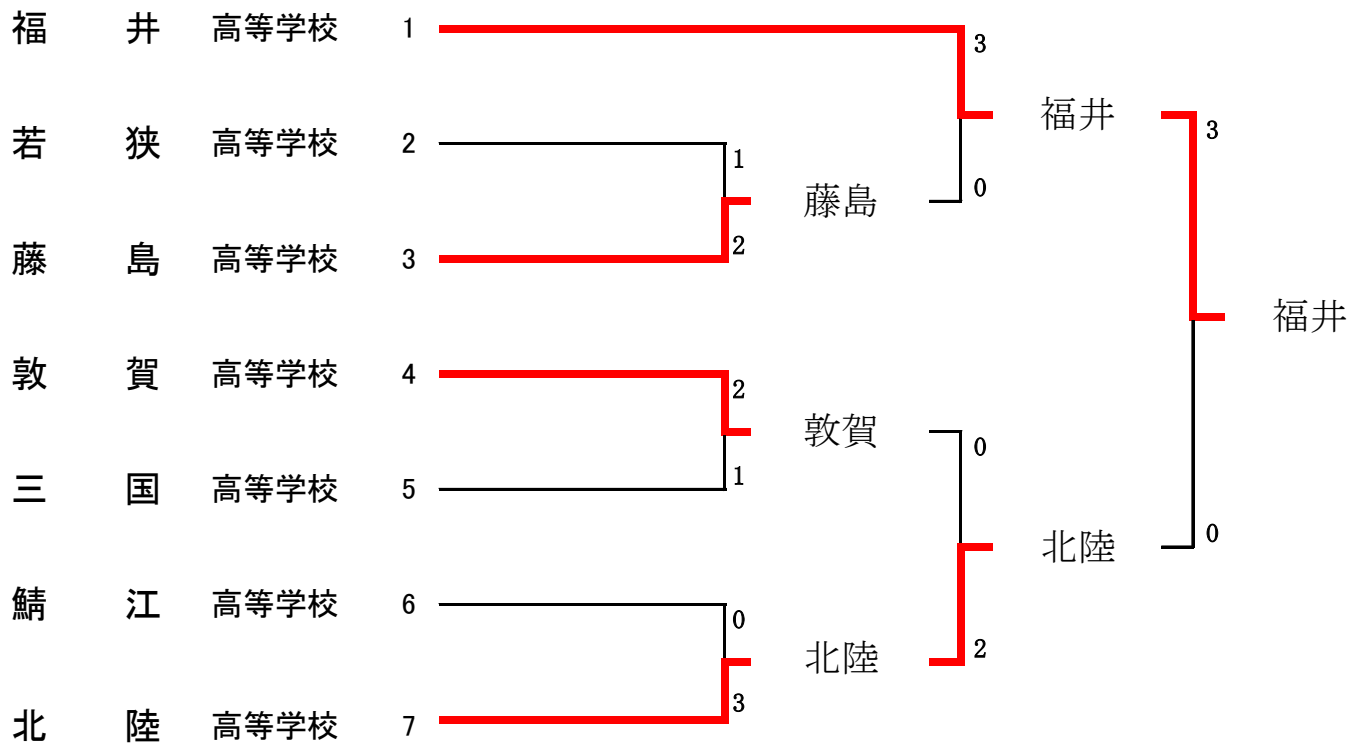 福 井 高等学校 1
3
福井
3
若 狭 高等学校 2
1
藤島
0
藤 島 高等学校 3
2
福井
敦 賀 高等学校 4
2
敦賀
0
三 国 高等学校 5
1
北陸
0
鯖 江 高等学校 6
0
北陸
2
北 陸 高等学校 7
3